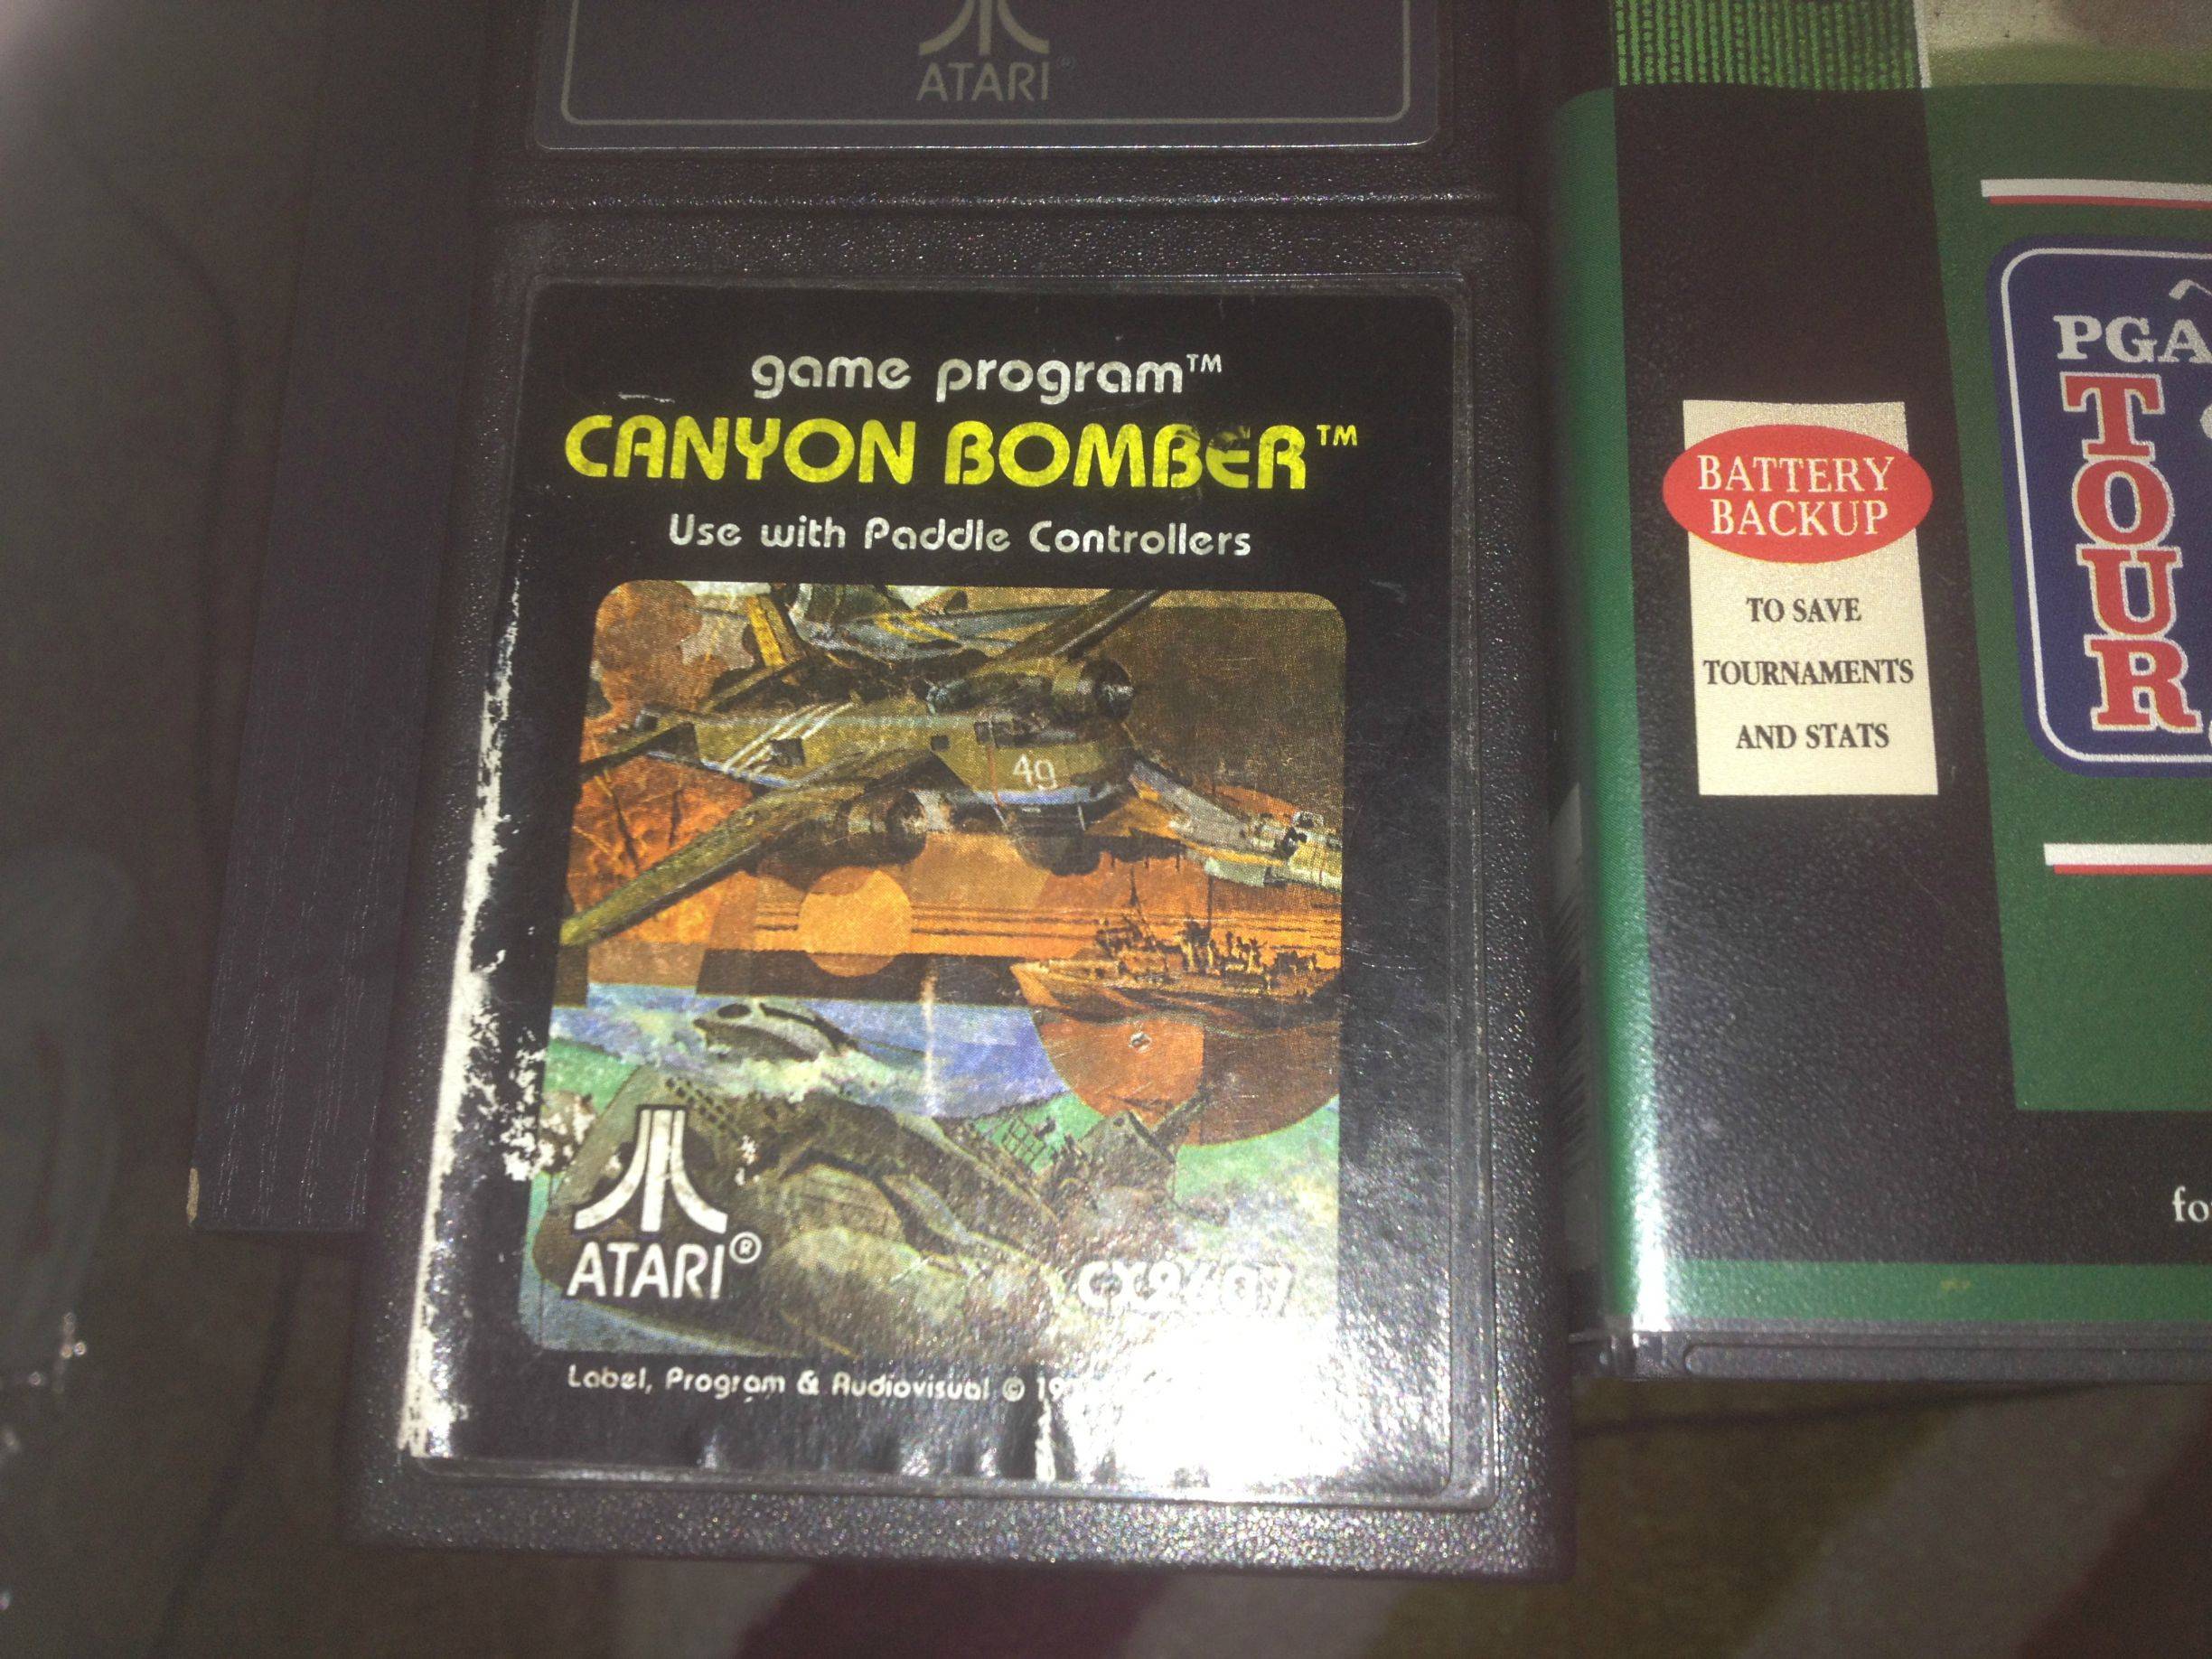 ATARI®
game program™
CANYON BOMBER™
Use with Paddle Controllers
49
ATARI®
Label, Program & Audiovisual © 19
PGA
TOUR
BATTERY
BACKUP
TO SAVE
TOURNAMENTS
AND STATS